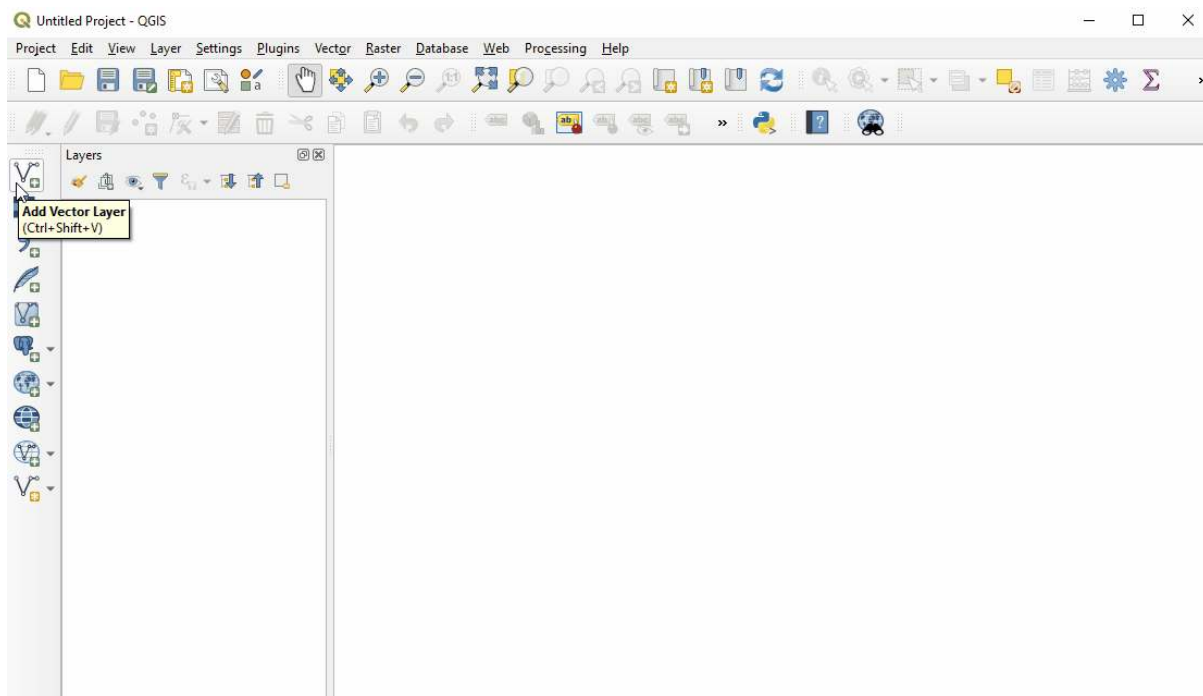 Untitled Project - QGIS
Project Edit View Layer Settings Plugins Vector Raster Database Web Processing Help
Layers
Add Vector Layer
(Ctrl+Shift+V)